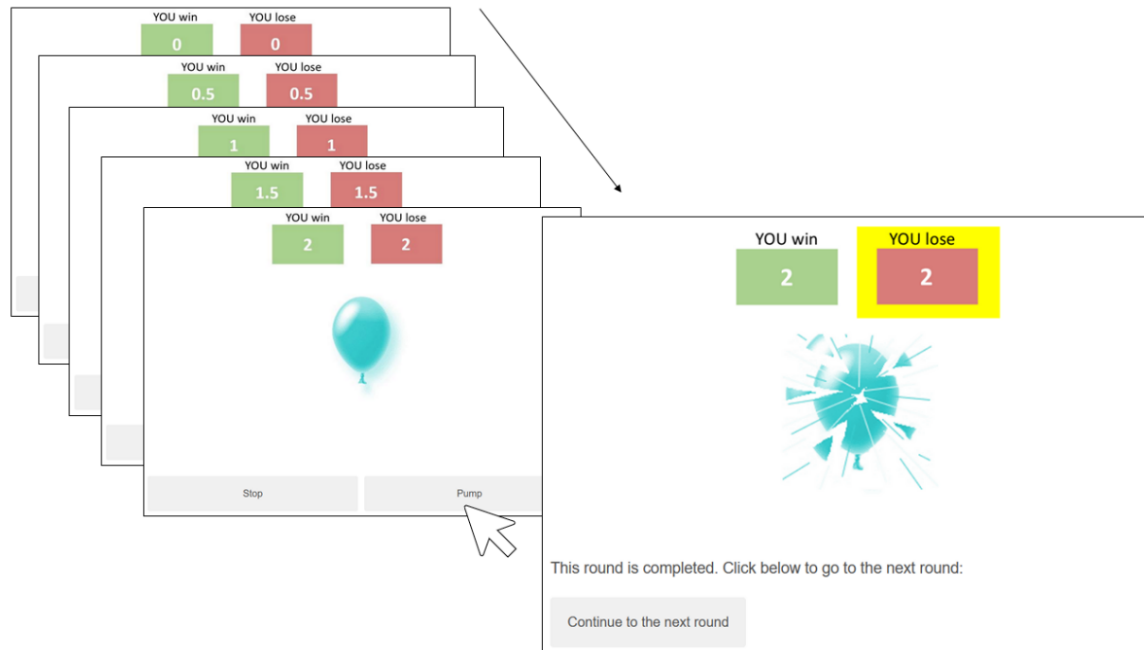 YOU win YOU lose
0 0
YOU win YOU lose
0.5 0.5
YOU win YOU lose
1 1
YOU win YOU lose
1.5 1.5
YOU win YOU lose
2 2
Stop Pump
YOU win YOU lose
2 2
This round is completed. Click below to go to the next round:
Continue to the next round